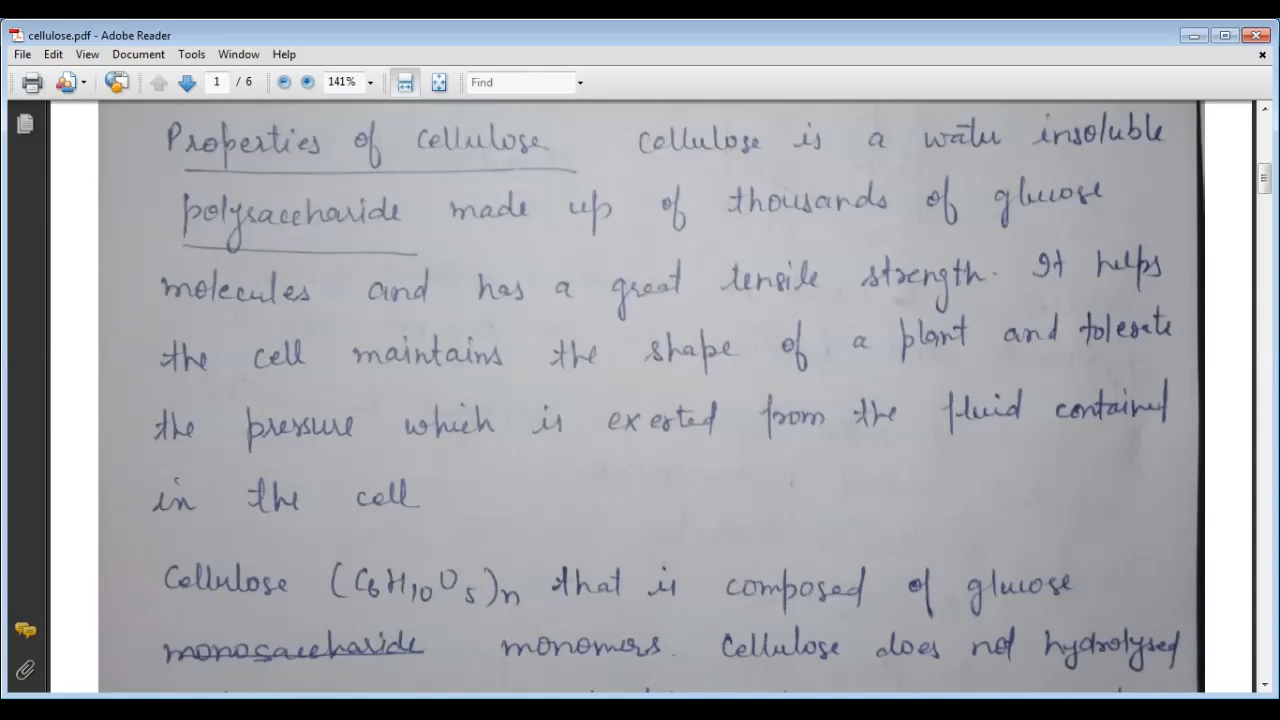 cellulose.pdf - Adobe Reader
File Edit View Document Tools Window Help
1 / 6 141% Find
Properties of cellulose cellulose is a water insoluble
polysaccharide made up of thousands of glucose
molecules and has a great tensile strength. It helps
the cell maintains the shape of a plant and tolerate
the pressure which is exerted from the fluid contained
in the cell
Cellulose (C6H10O5)n that is composed of glucose
monosaccharide monomers. Cellulose does not hydrolysed